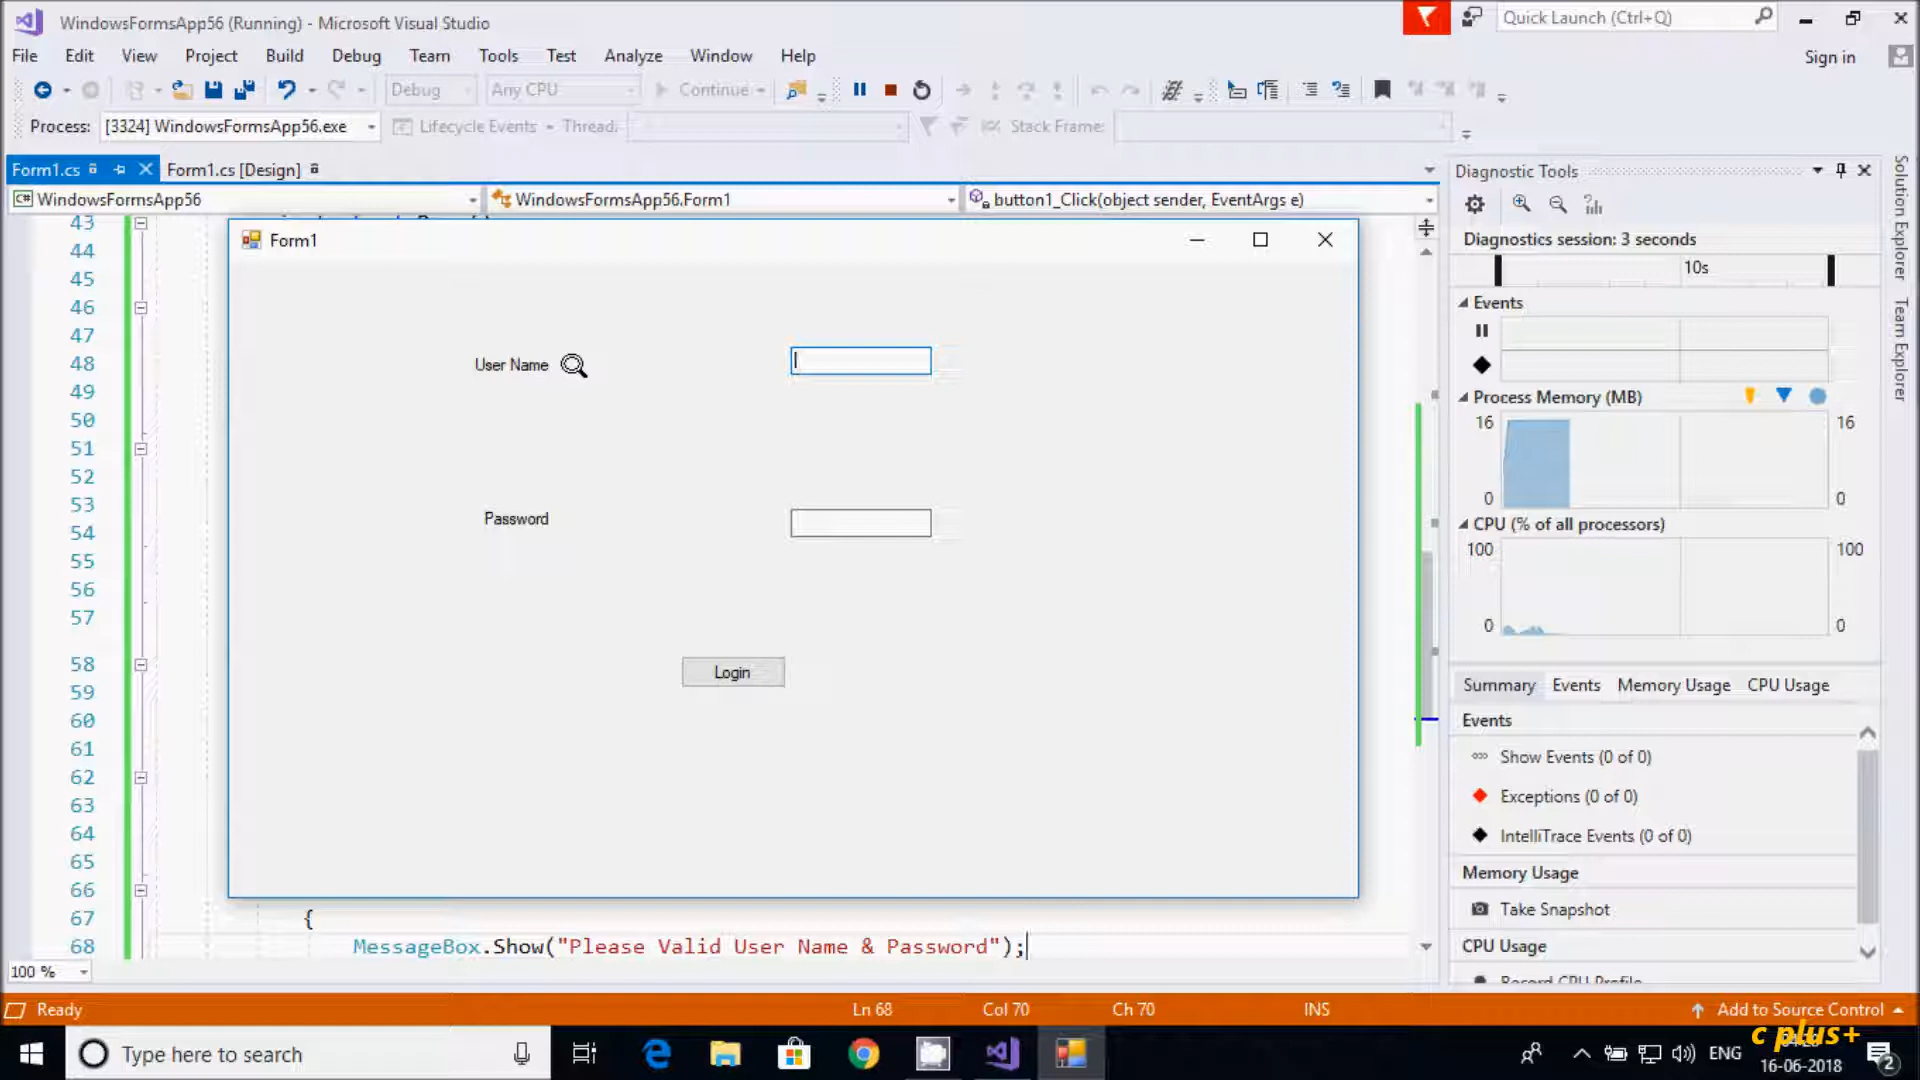 WindowsFormsApp56 (Running) - Microsoft Visual Studio
Quick Launch (Ctrl+Q)
File Edit View Project Build Debug Team Tools Test Analyze Window Help
Sign in
Debug Any CPU Continue
Process: [3324] WindowsFormsApp56.exe Lifecycle Events Thread: Stack Frame:
Form1.cs Form1.cs [Design]
WindowsFormsApp56 WindowsFormsApp56.Form1 button1_Click(object sender, EventArgs e)
Form1
User Name
Password
Login
43
44
45
46
47
48
49
50
51
52
53
54
55
56
57
58
59
60
61
62
63
64
65
66
67 {
68 MessageBox.Show("Please Valid User Name & Password");
100 %
Diagnostic Tools
Diagnostics session: 3 seconds
10s
Events
Process Memory (MB)
16 16
0 0
CPU (% of all processors)
100 100
0 0
Summary Events Memory Usage CPU Usage
Events
Show Events (0 of 0)
Exceptions (0 of 0)
IntelliTrace Events (0 of 0)
Memory Usage
Take Snapshot
CPU Usage
Record CPU Profile
Solution Explorer
Team Explorer
Ready Ln 68 Col 70 Ch 70 INS Add to Source Control
c plus+
Type here to search
ENG
16-06-2018
2